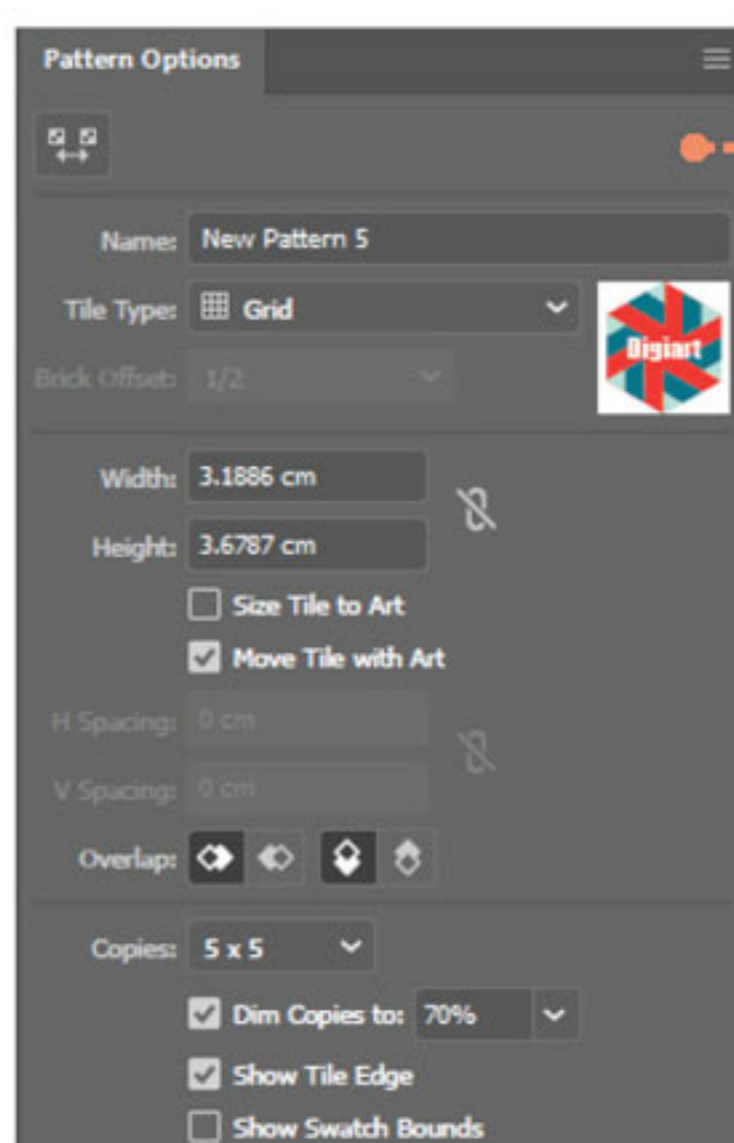 Pattern Options
Name: New Pattern 5
Tile Type: Grid
Digiart
Brick Offset: 1/2
Width: 3.1886 cm
Height: 3.6787 cm
Size Tile to Art
Move Tile with Art
H Spacing: 0 cm
V Spacing: 0 cm
Overlap:
Copies: 5 x 5
Dim Copies to: 70%
Show Tile Edge
Show Swatch Bounds